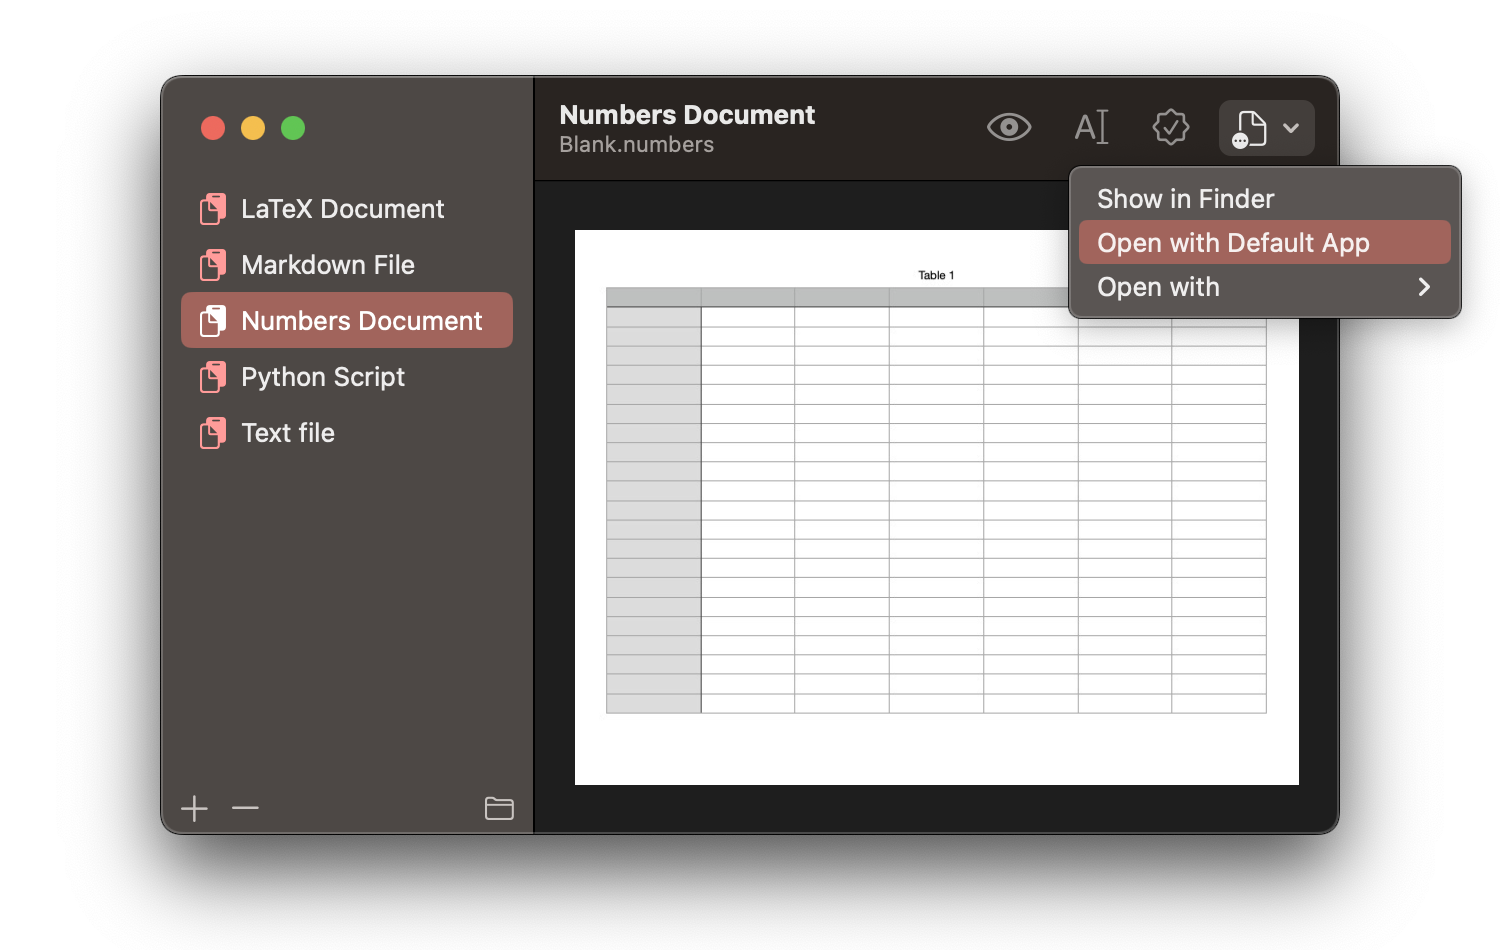 LaTeX Document
Markdown File
Numbers Document
Python Script
Text file
Numbers Document
Blank.numbers
AI
Show in Finder
Open with Default App
Open with
Table 1